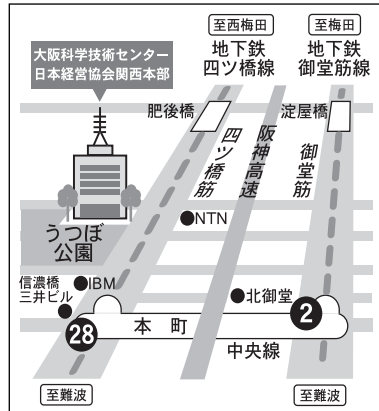 至西梅田
至梅田
大阪科学技術センター
日本経営協会関西本部
地下鉄
四ツ橋線
地下鉄
御堂筋線
肥後橋
淀屋橋
四ツ橋筋
阪神高速
御堂筋
NTN
うつぼ
公園
信濃橋
三井ビル
IBM
北御堂
2
28
本町
中央線
至難波
至難波